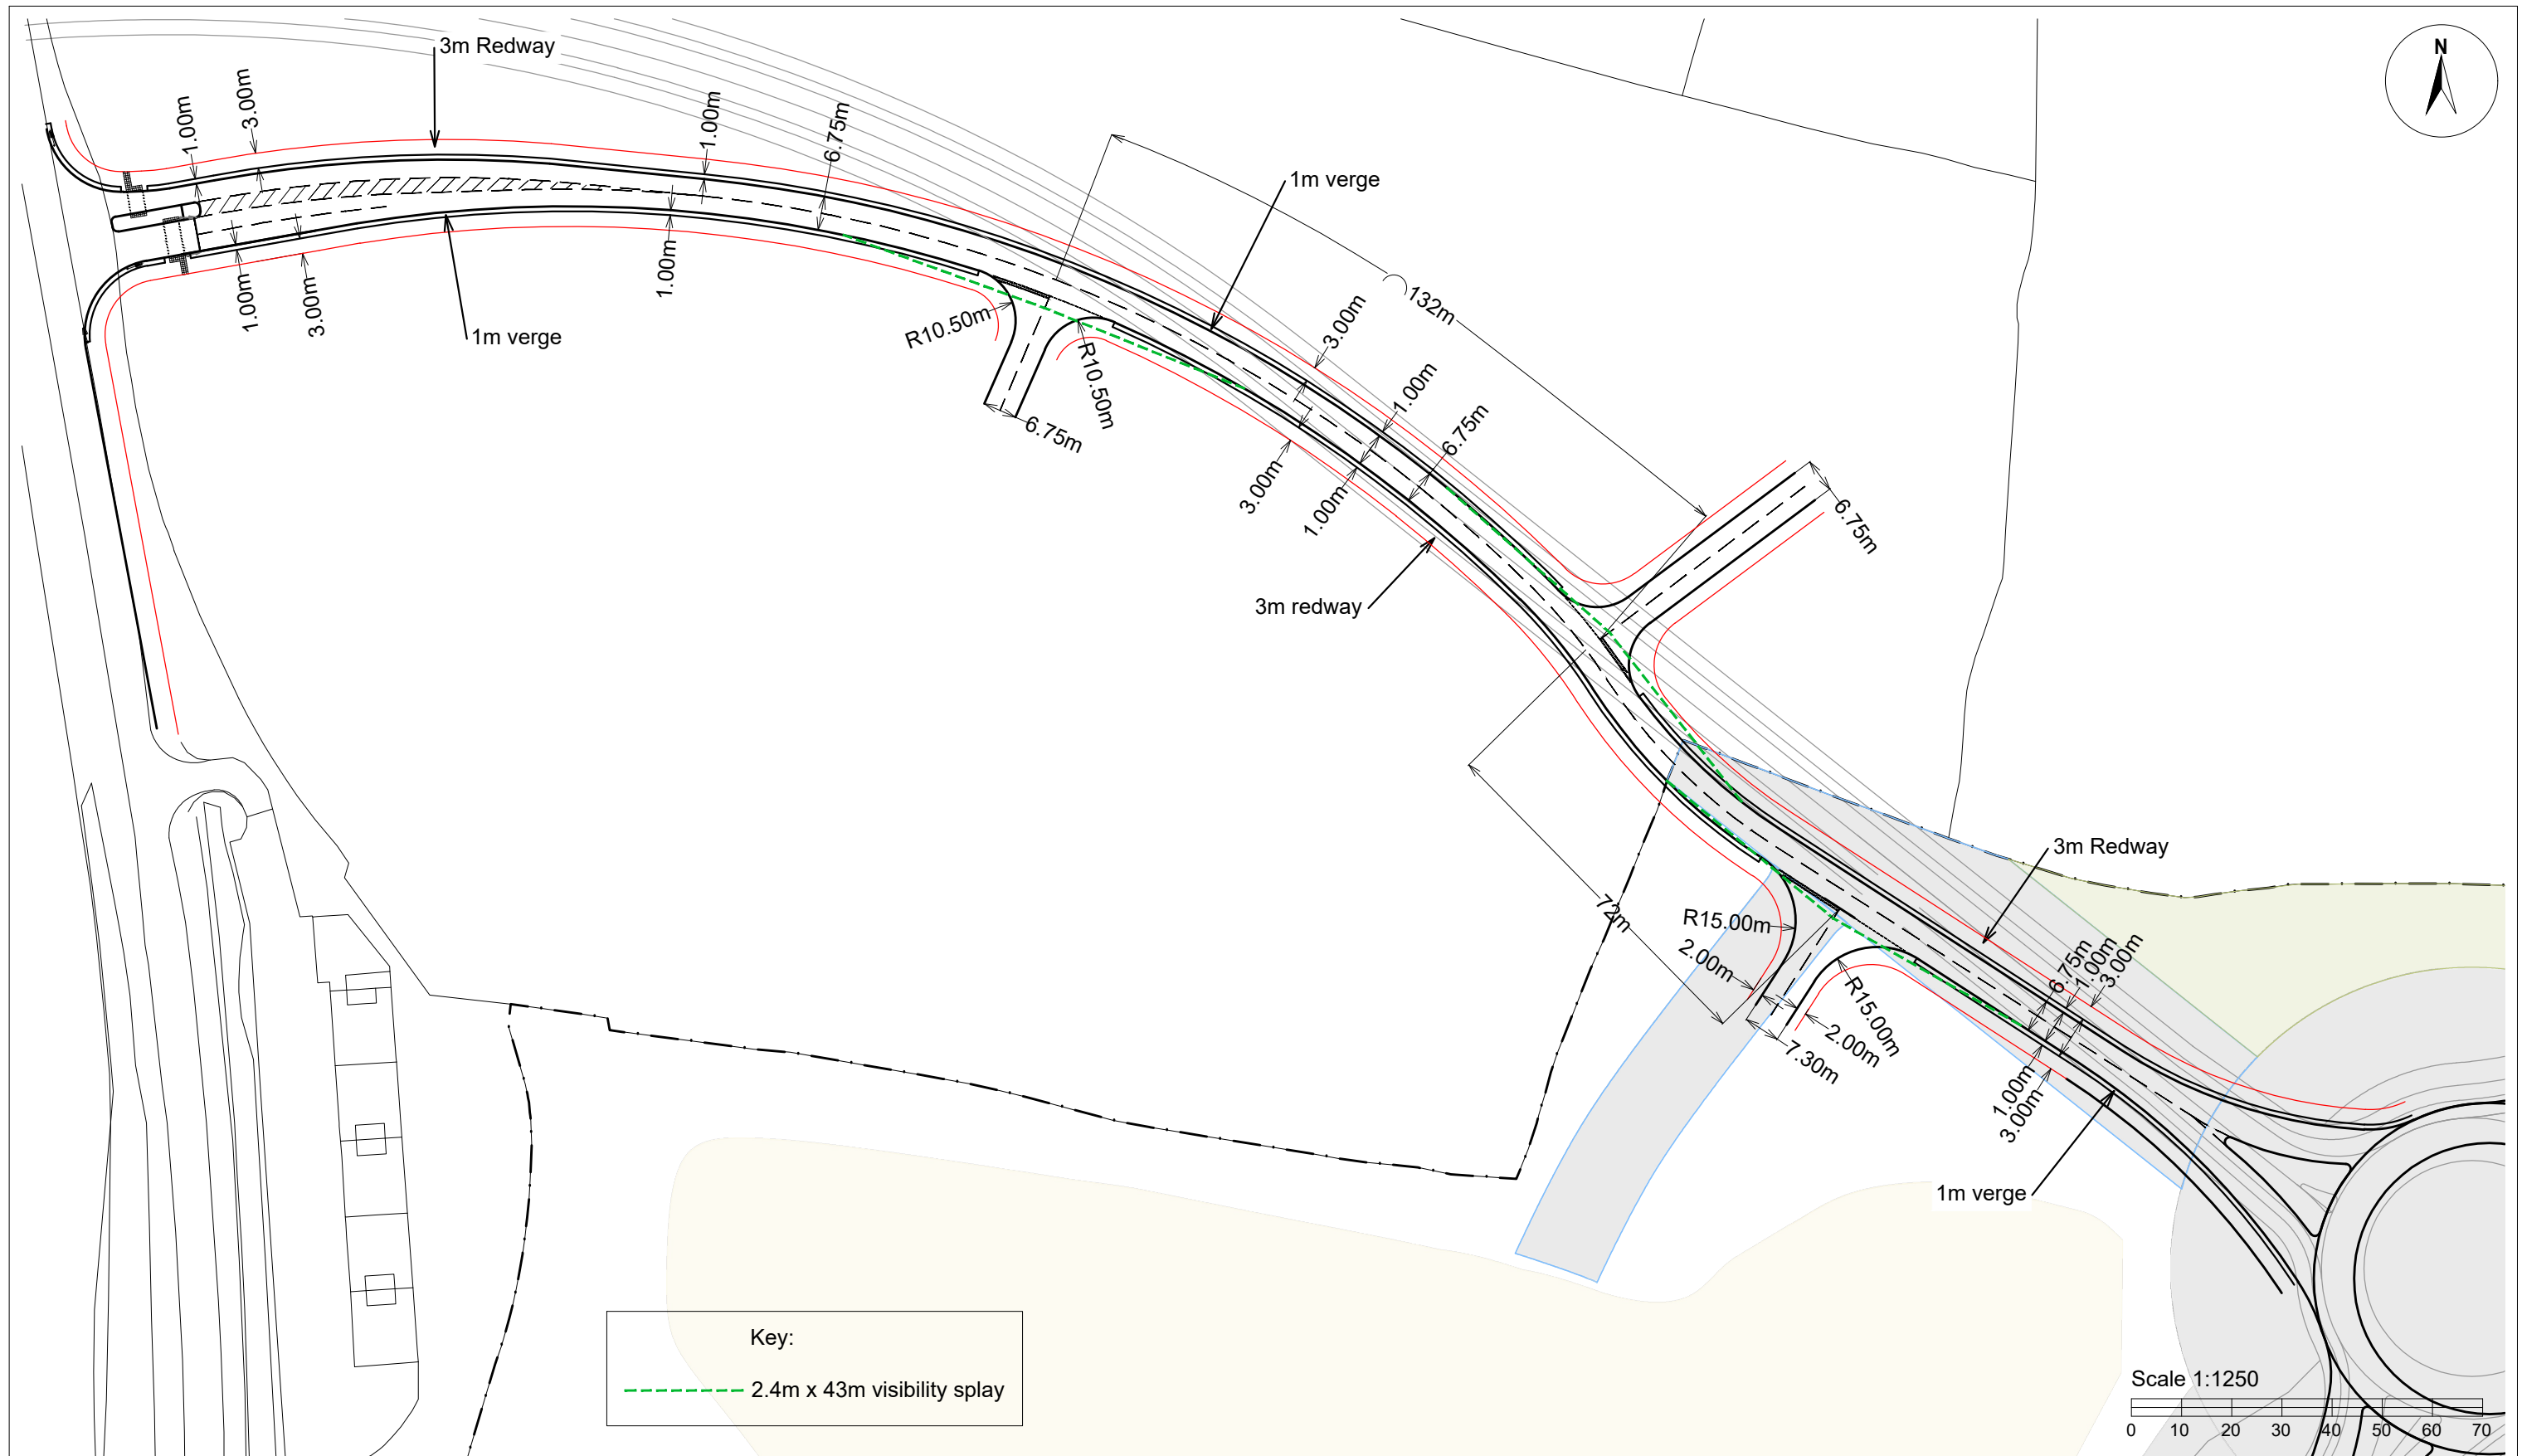 3m Redway
N
1.00m
3.00m
1.00m
6.75m
1m verge
132m
3.00m
1.00m
6.75m
1.00m
3.00m
1m verge
1.00m
R10.50m
R10.50m
6.75m
3.00m
1.00m
3m redway
6.75m
3m Redway
72m
R15.00m
2.00m
R15.00m
2.00m
7.30m
6.75m
1.00m
3.00m
1.00m
3.00m
1m verge
Key:
2.4m x 43m visibility splay
Scale 1:1250
0 10 20 30 40 50 60 70